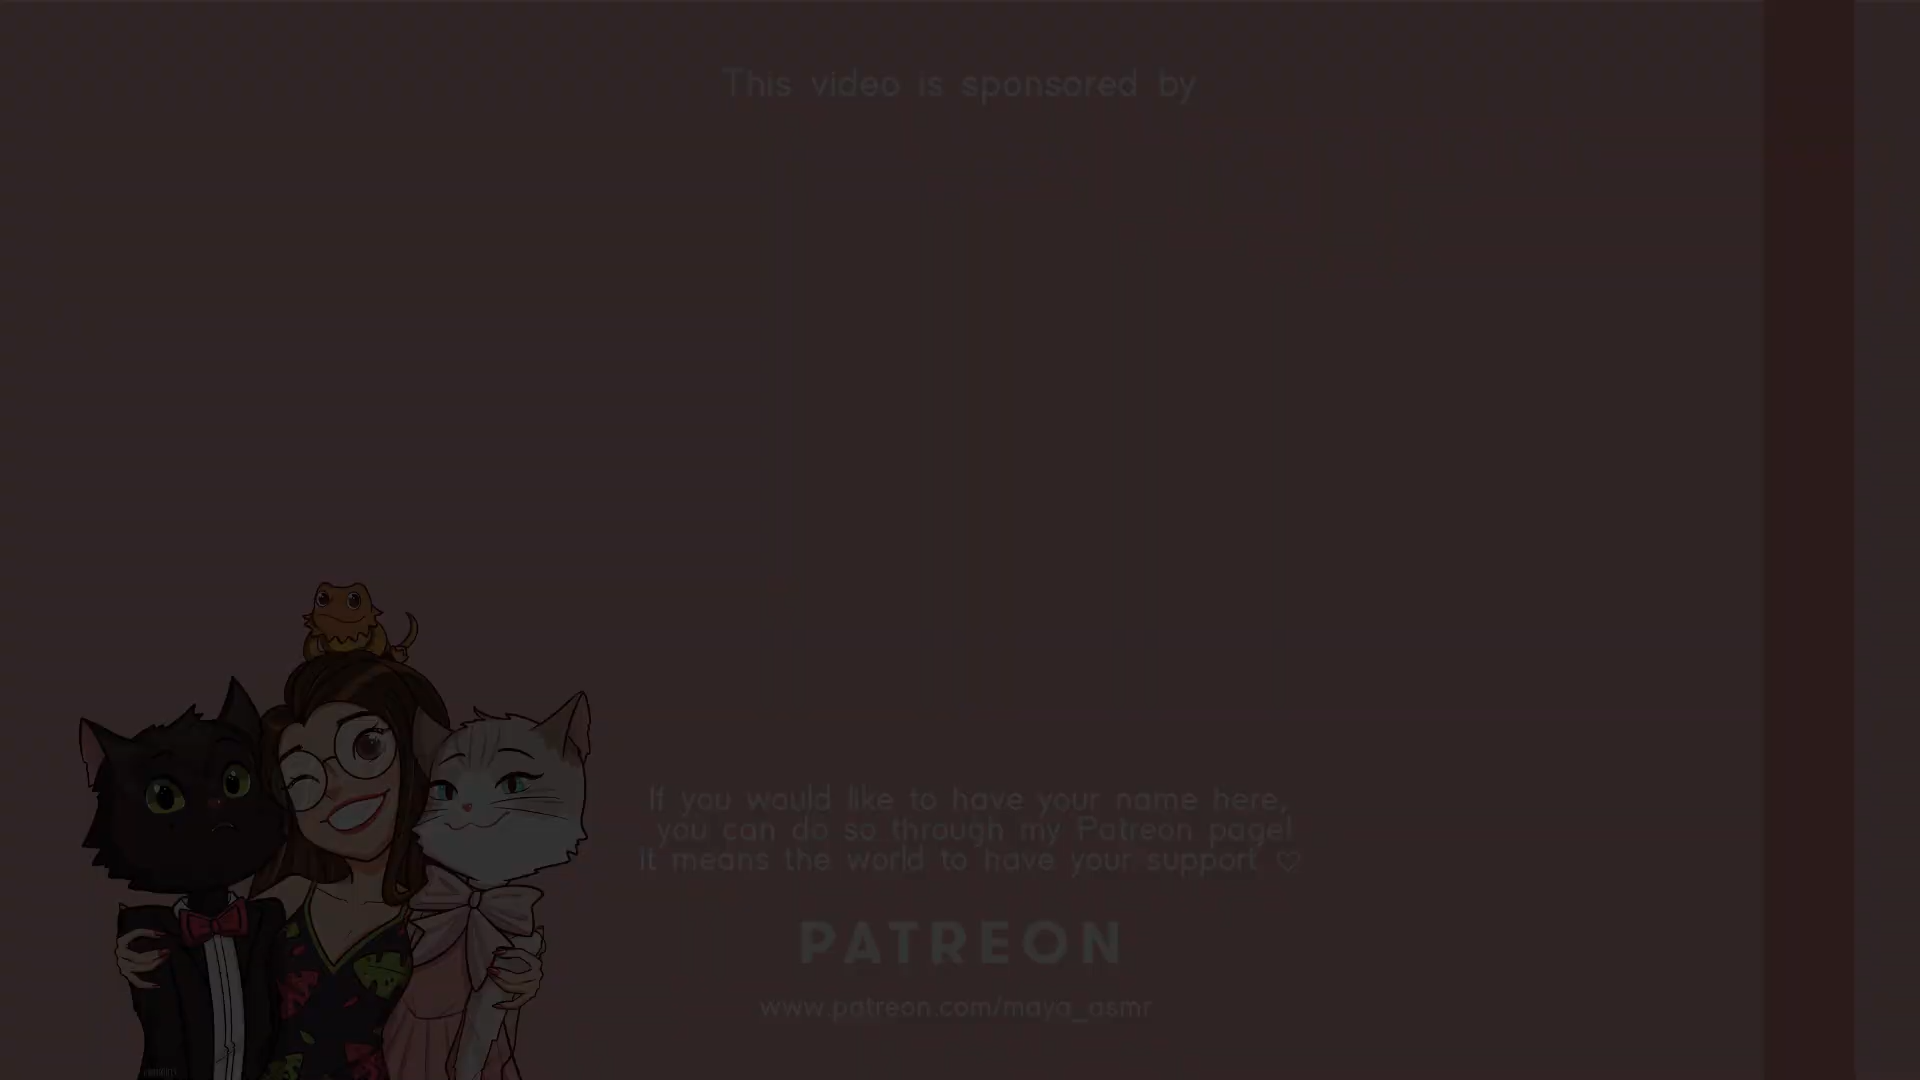 This video is sponsored by
If you would like to have your name here,
you can do so through my Patreon page!
It means the world to have your support ♡
PATREON
www.patreon.com/maya_asmr